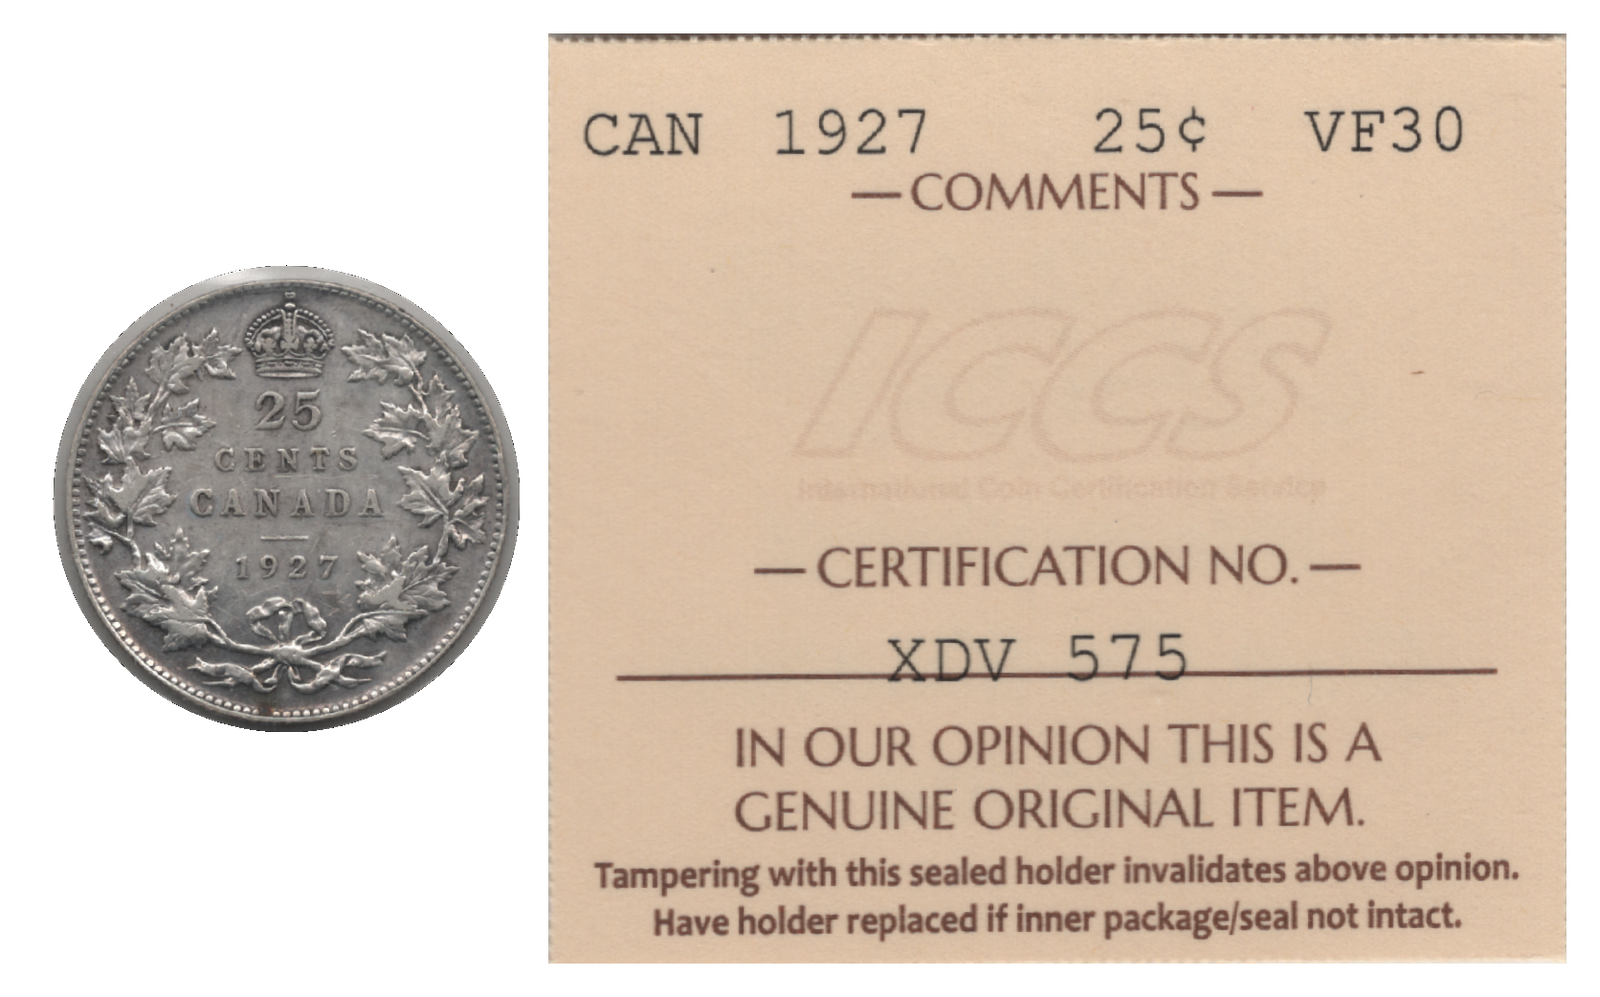 25
CENTS
CANADA
1927
CAN 1927 25¢ VF30
— COMMENTS —
ICCS
International Coin Certification Service
— CERTIFICATION NO. —
XDV 575
IN OUR OPINION THIS IS A
GENUINE ORIGINAL ITEM.
Tampering with this sealed holder invalidates above opinion.
Have holder replaced if inner package/seal not intact.